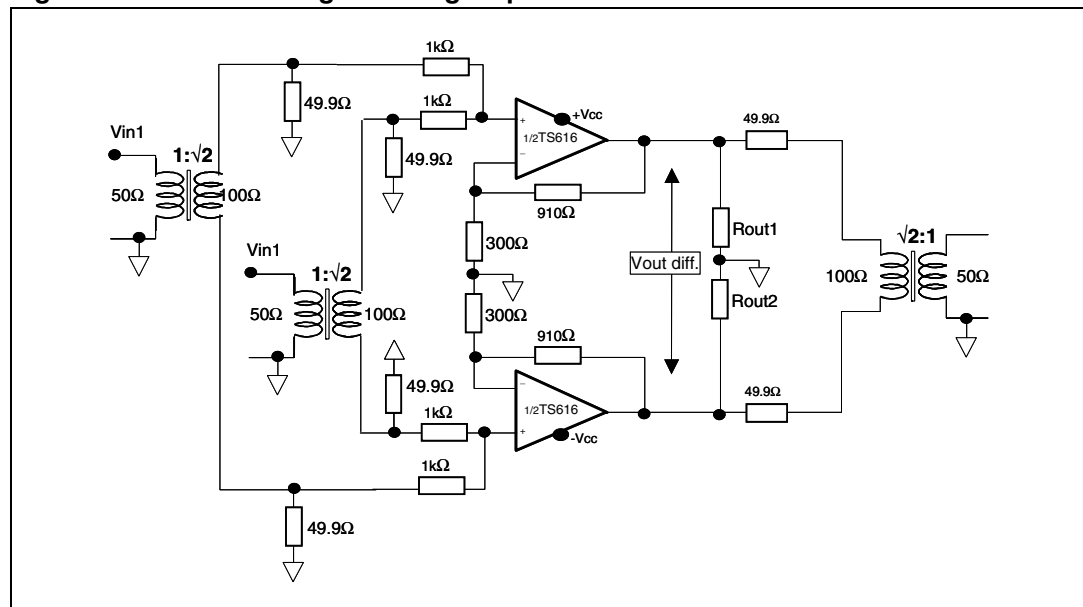 1kΩ
49.9Ω
1kΩ
+Vcc
49.9Ω
Vin1
1:√2
49.9Ω
+
1/2TS616
−
50Ω
100Ω
910Ω
300Ω
Rout1
√2:1
Vin1
1:√2
Vout diff.
100Ω
50Ω
50Ω
100Ω
300Ω
Rout2
910Ω
49.9Ω
−
1/2TS616
+
49.9Ω
1kΩ
-Vcc
1kΩ
49.9Ω